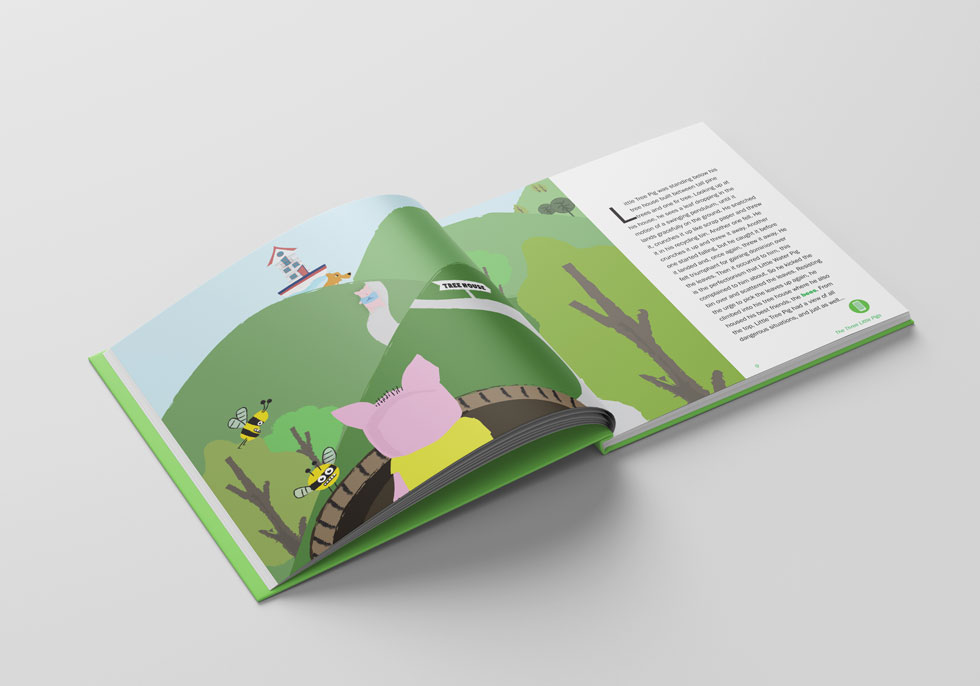 TREE HOUSE
Little Tree Pig was standing below his
tree house built between tall pine
trees and one fir tree. Looking up at
his house, he sees a leaf dropping in the
motion of a swinging pendulum, until it
lands gracefully on the ground. He snatched
it, crunches it up like scrap paper and threw
it in his recycling bin. Another one fell. He
crunches it up and threw it away. Another
one started falling, but he caught it before
it landed and, once again, threw it away. He
felt triumphant for gaining dominion over
the leaves. Then it occurred to him, this
is the perfectionism that Little Water Pig
complained to him about. So he kicked the
bin over and scattered the leaves. Resisting
the urge to pick the leaves up again, he
climbed into his tree house where he also
housed his best friends, the bees. From
the top, Little Tree Pig had a view of all
dangerous situations, and just as well...
9
The Three Little Pigs